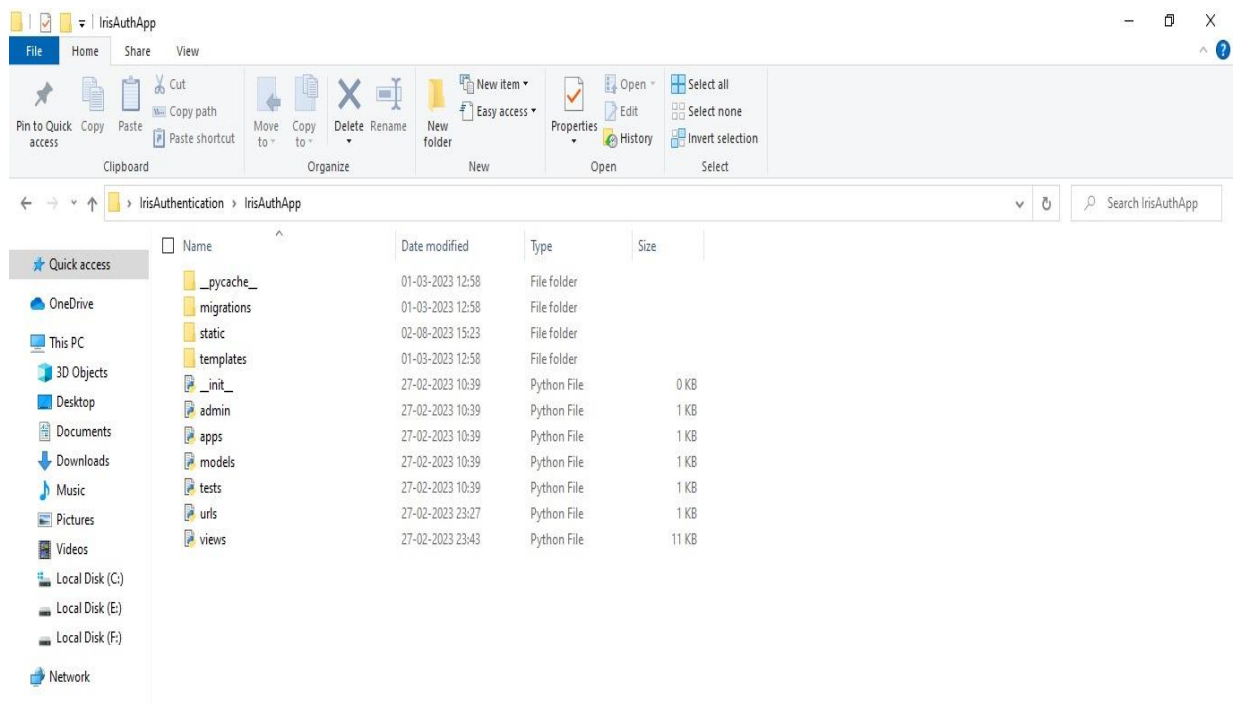 IrisAuthApp
File Home Share View
Pin to Quick access
Copy
Paste
Cut
Copy path
Paste shortcut
Clipboard
Move to
Copy to
Delete
Rename
Organize
New folder
New item
Easy access
New
Properties
Open
Edit
History
Open
Select all
Select none
Invert selection
Select
IrisAuthentication > IrisAuthApp
Search IrisAuthApp
Quick access
OneDrive
This PC
3D Objects
Desktop
Documents
Downloads
Music
Pictures
Videos
Local Disk (C:)
Local Disk (E:)
Local Disk (F:)
Network
Name Date modified Type Size
__pycache__ 01-03-2023 12:58 File folder
migrations 01-03-2023 12:58 File folder
static 02-08-2023 15:23 File folder
templates 01-03-2023 12:58 File folder
__init__ 27-02-2023 10:39 Python File 0 KB
admin 27-02-2023 10:39 Python File 1 KB
apps 27-02-2023 10:39 Python File 1 KB
models 27-02-2023 10:39 Python File 1 KB
tests 27-02-2023 10:39 Python File 1 KB
urls 27-02-2023 23:27 Python File 1 KB
views 27-02-2023 23:43 Python File 11 KB